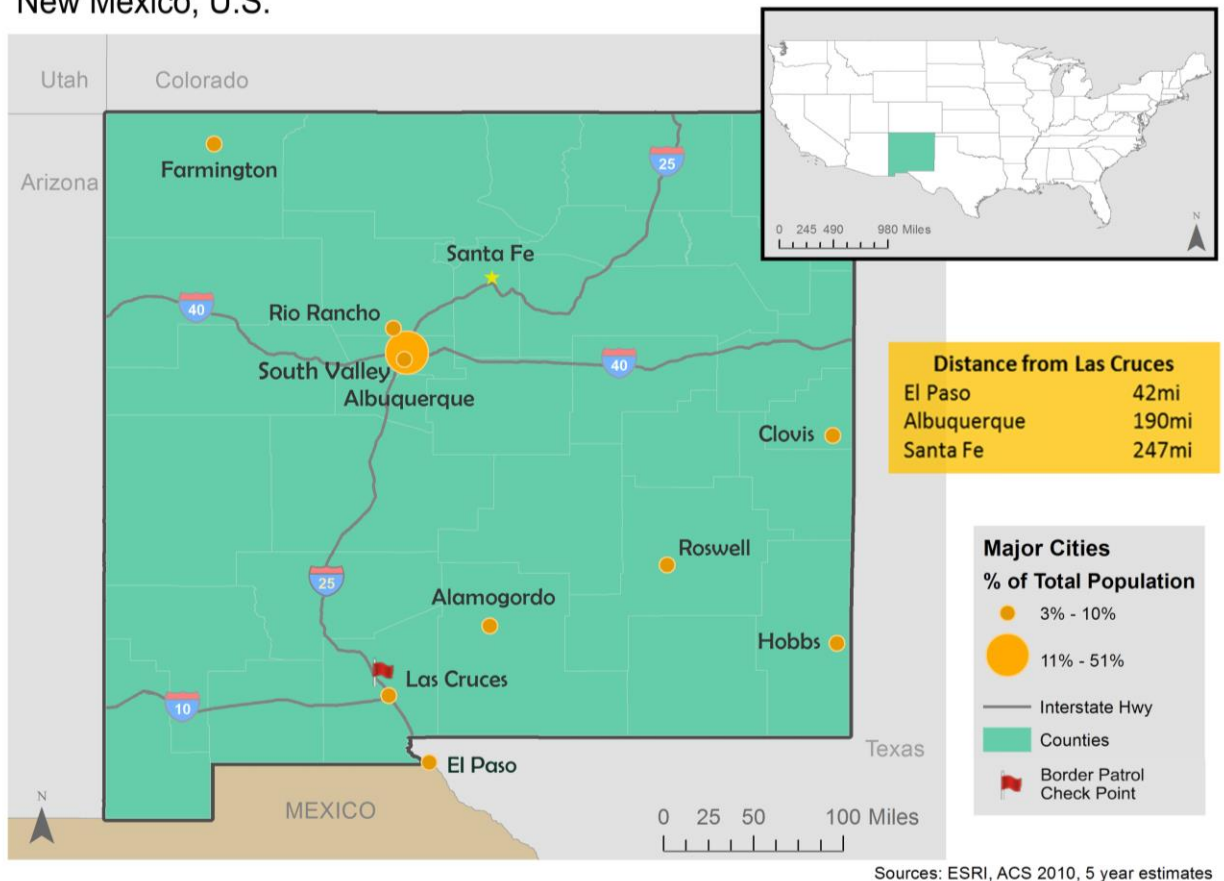 New Mexico, U.S.
Utah
Colorado
Arizona
Farmington
25
Santa Fe
40
Rio Rancho
South Valley
Albuquerque
40
Clovis
Roswell
25
Alamogordo
Hobbs
Las Cruces
10
El Paso
Texas
MEXICO
N
0 25 50 100 Miles
0 245 490 980 Miles
N
Distance from Las Cruces
El Paso 42mi
Albuquerque 190mi
Santa Fe 247mi
Major Cities
% of Total Population
3% - 10%
11% - 51%
Interstate Hwy
Counties
Border Patrol
Check Point
Sources: ESRI, ACS 2010, 5 year estimates